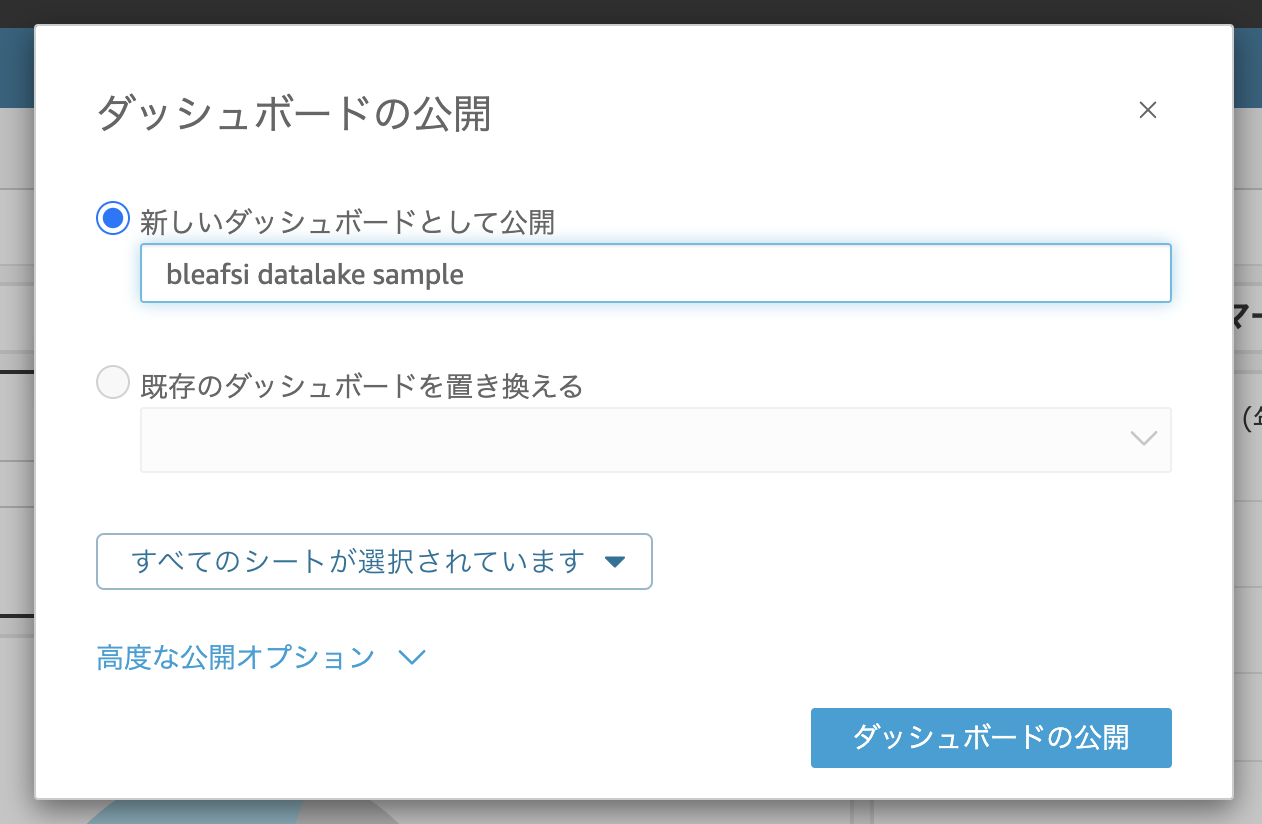 ダッシュボードの公開
新しいダッシュボードとして公開
bleafsi datalake sample
既存のダッシュボードを置き換える
すべてのシートが選択されています
高度な公開オプション
ダッシュボードの公開